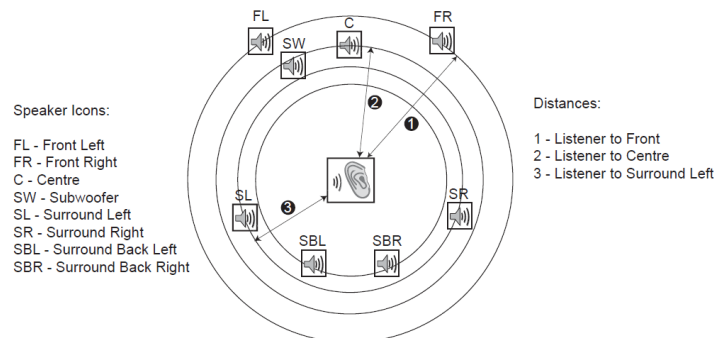 FL
FR
C
SW
Speaker Icons:
FL - Front Left
FR - Front Right
C - Centre
SW - Subwoofer
SL - Surround Left
SR - Surround Right
SBL - Surround Back Left
SBR - Surround Back Right
Distances:
1 - Listener to Front
2 - Listener to Centre
3 - Listener to Surround Left
2
1
3
SL
SR
SBL
SBR